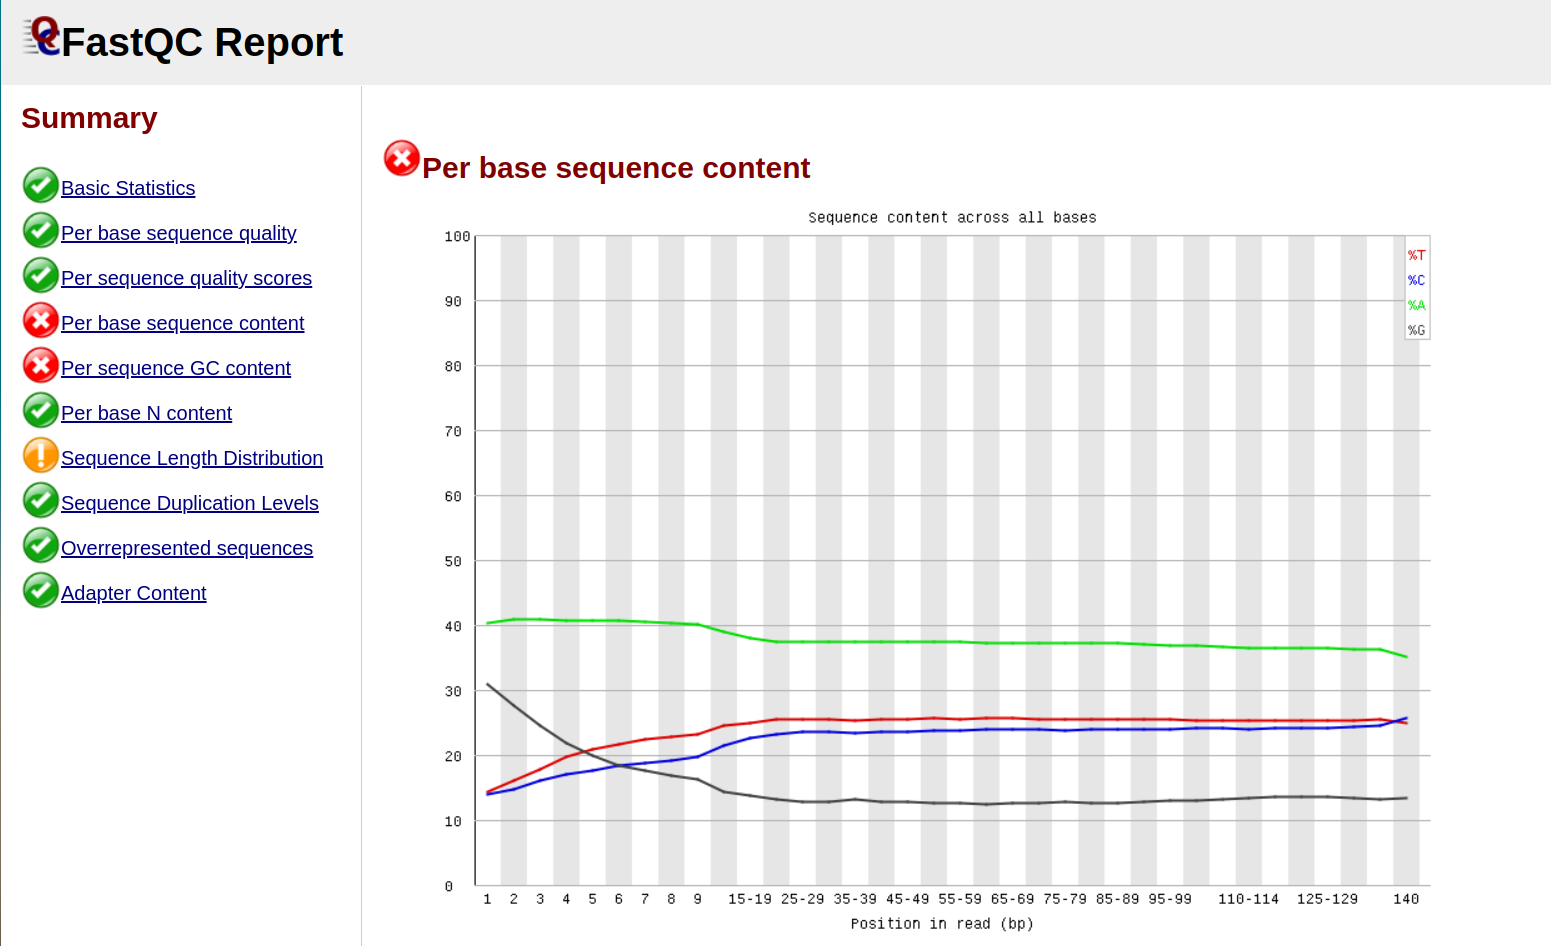 FastQC Report
Summary
Basic Statistics
Per base sequence quality
Per sequence quality scores
Per base sequence content
Per sequence GC content
Per base N content
Sequence Length Distribution
Sequence Duplication Levels
Overrepresented sequences
Adapter Content
Per base sequence content
Sequence content across all bases
%T
%C
%A
%G
100
90
80
70
60
50
40
30
20
10
0
1 2 3 4 5 6 7 8 9 15-19 25-29 35-39 45-49 55-59 65-69 75-79 85-89 95-99 110-114 125-129 140
Position in read (bp)